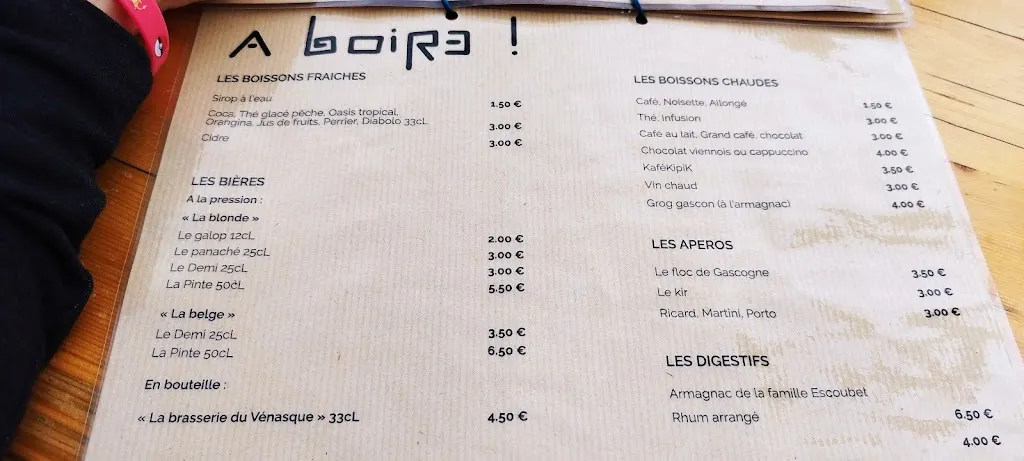 A boire !
LES BOISSONS FRAICHES
Sirop à l'eau 1.50 €
Coca, Thé glacé pêche, Oasis tropical,
Orangina, Jus de fruits, Perrier, Diabolo 33cL 3.00 €
Cidre 3.00 €
LES BIÈRES
A la pression :
« La blonde »
Le galop 12cL 2.00 €
Le panaché 25cL 3.00 €
Le Demi 25cL 3.00 €
La Pinte 50cL 5.50 €
« La belge »
Le Demi 25cL 3.50 €
La Pinte 50cL 6.50 €
En bouteille :
« La brasserie du Vénasque » 33cL 4.50 €
LES BOISSONS CHAUDES
Café, Noisette, Allongé 1.50 €
Thé, Infusion 3.00 €
Café au lait, Grand café, chocolat 3.00 €
Chocolat viennois ou cappuccino 4.00 €
KaféKipiK 3.50 €
Vin chaud 3.00 €
Grog gascon (à l'armagnac) 4.00 €
LES APEROS
Le floc de Gascogne 3.50 €
Le kir 3.00 €
Ricard, Martini, Porto 3.00 €
LES DIGESTIFS
Armagnac de la famille Escoubet
Rhum arrangé 6.50 €
4.00 €